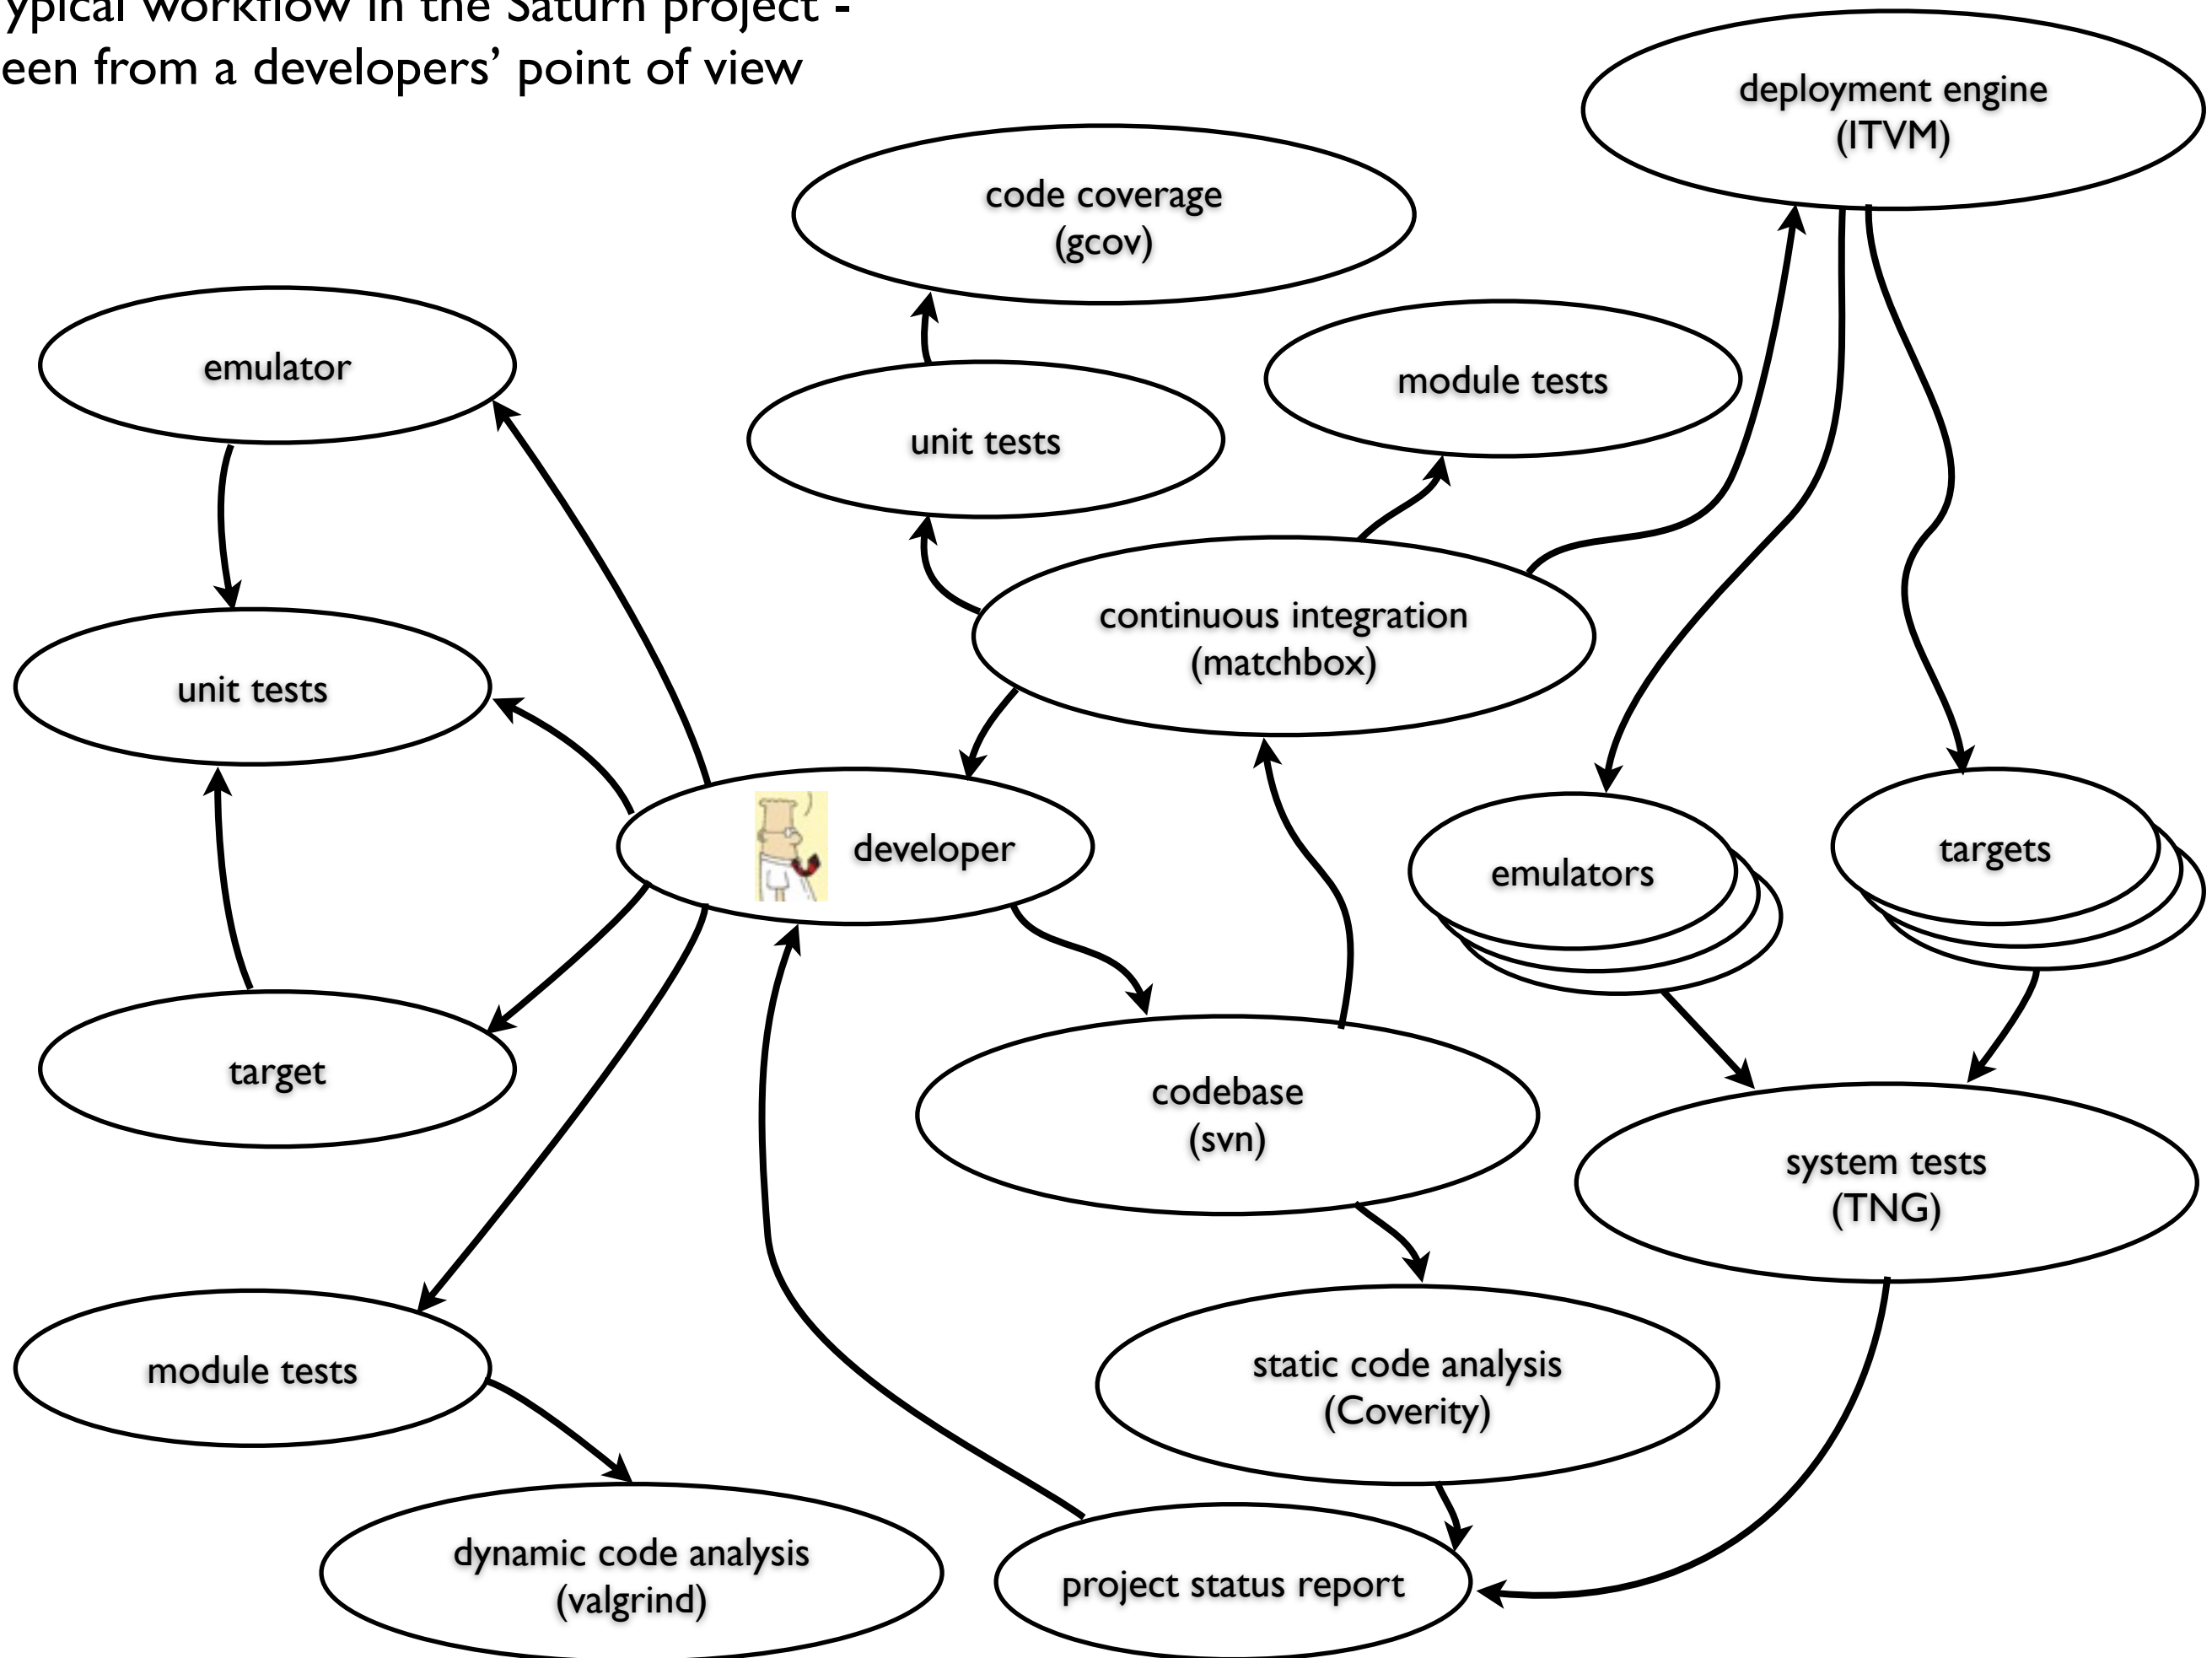 ypical workflow in the Saturn project -
een from a developers’ point of view
deployment engine
(ITVM)
code coverage
(gcov)
emulator
module tests
unit tests
continuous integration
(matchbox)
unit tests
developer
emulators
targets
target
codebase
(svn)
system tests
(TNG)
module tests
static code analysis
(Coverity)
dynamic code analysis
(valgrind)
project status report